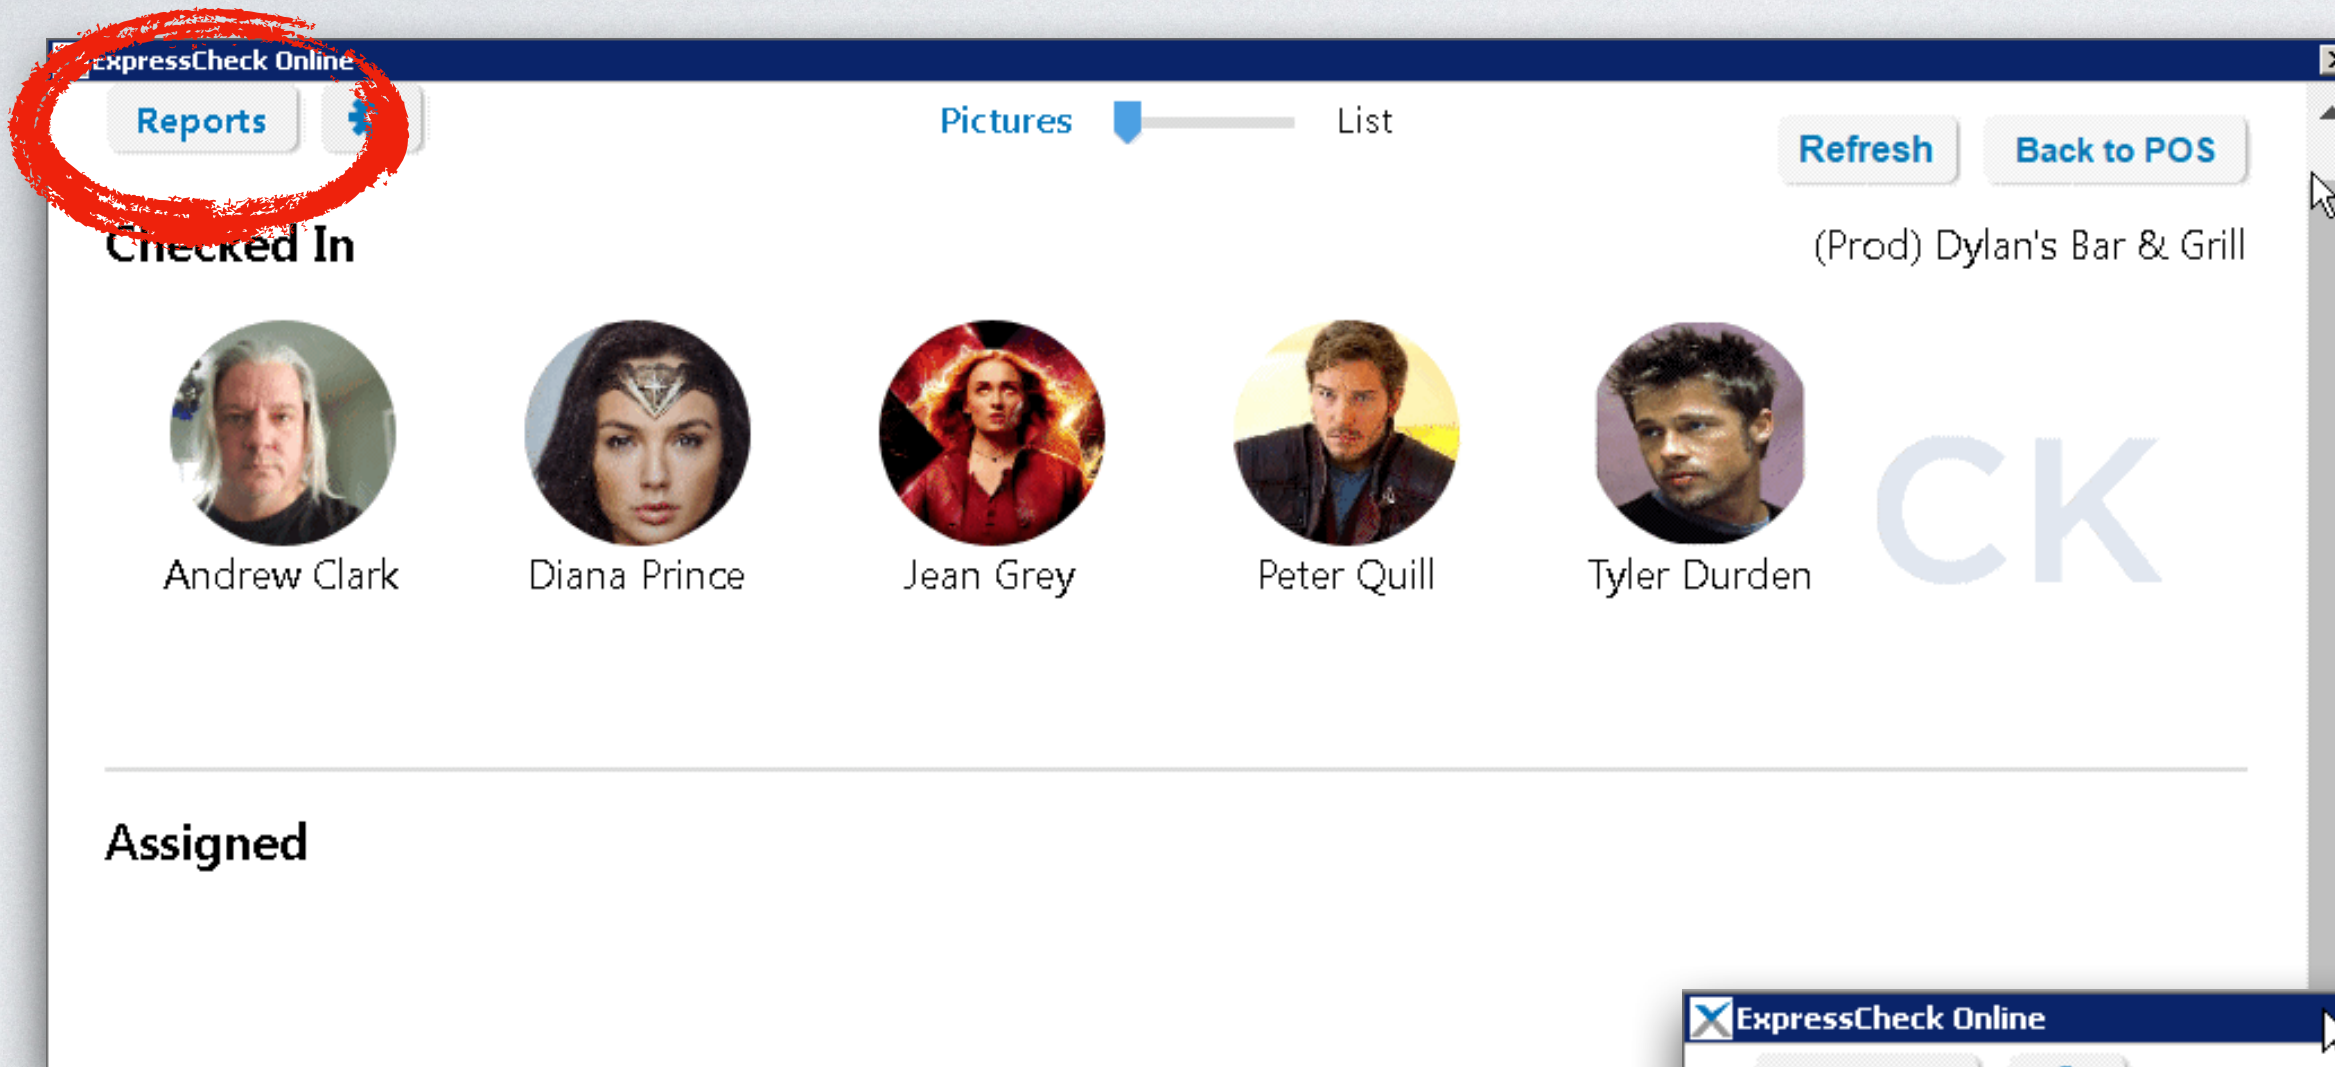 ExpressCheck Online
Reports
Pictures
List
Refresh
Back to POS
Checked In
(Prod) Dylan's Bar & Grill
Andrew Clark
Diana Prince
Jean Grey
Peter Quill
Tyler Durden
CK
Assigned
ExpressCheck Online